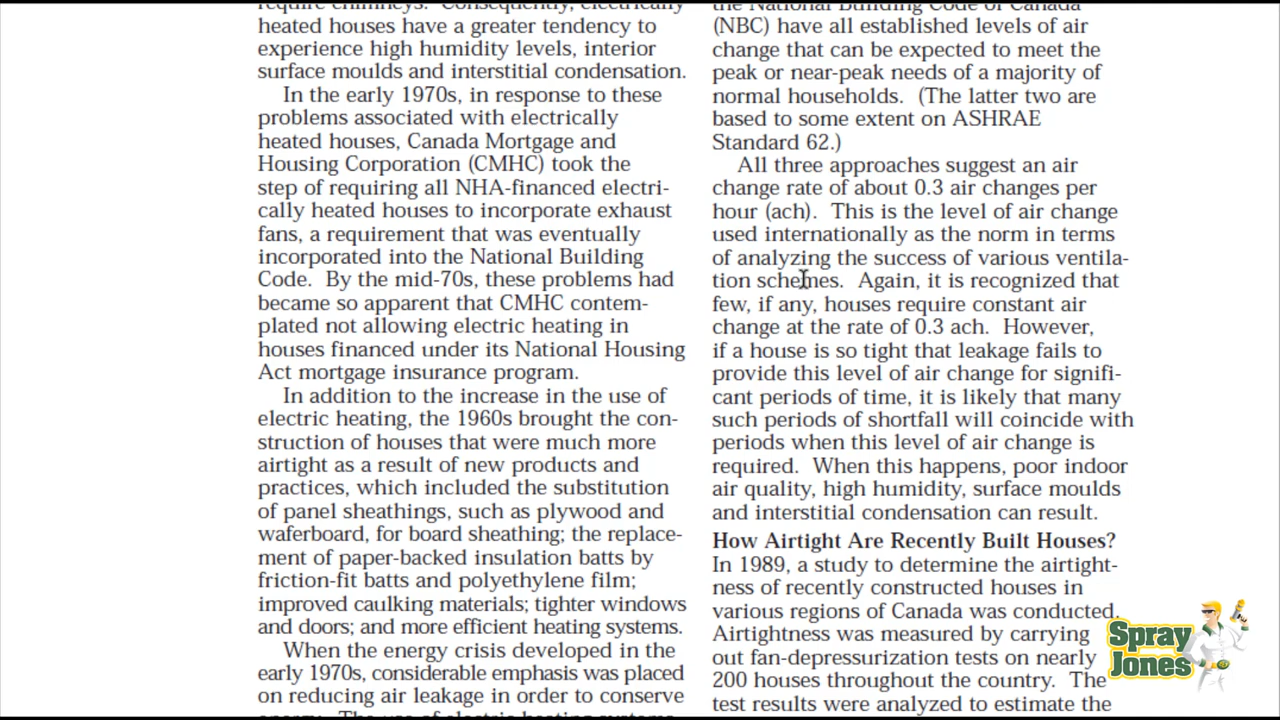 require chimneys. Consequently, electrically
heated houses have a greater tendency to
experience high humidity levels, interior
surface moulds and interstitial condensation.
In the early 1970s, in response to these
problems associated with electrically
heated houses, Canada Mortgage and
Housing Corporation (CMHC) took the
step of requiring all NHA-financed electri-
cally heated houses to incorporate exhaust
fans, a requirement that was eventually
incorporated into the National Building
Code. By the mid-70s, these problems had
became so apparent that CMHC contem-
plated not allowing electric heating in
houses financed under its National Housing
Act mortgage insurance program.
In addition to the increase in the use of
electric heating, the 1960s brought the con-
struction of houses that were much more
airtight as a result of new products and
practices, which included the substitution
of panel sheathings, such as plywood and
waferboard, for board sheathing; the replace-
ment of paper-backed insulation batts by
friction-fit batts and polyethylene film;
improved caulking materials; tighter windows
and doors; and more efficient heating systems.
When the energy crisis developed in the
early 1970s, considerable emphasis was placed
on reducing air leakage in order to conserve
energy. The use of electric heating systems
the National Building Code of Canada
(NBC) have all established levels of air
change that can be expected to meet the
peak or near-peak needs of a majority of
normal households. (The latter two are
based to some extent on ASHRAE
Standard 62.)
All three approaches suggest an air
change rate of about 0.3 air changes per
hour (ach). This is the level of air change
used internationally as the norm in terms
of analyzing the success of various ventila-
tion schemes. Again, it is recognized that
few, if any, houses require constant air
change at the rate of 0.3 ach. However,
if a house is so tight that leakage fails to
provide this level of air change for signifi-
cant periods of time, it is likely that many
such periods of shortfall will coincide with
periods when this level of air change is
required. When this happens, poor indoor
air quality, high humidity, surface moulds
and interstitial condensation can result.
How Airtight Are Recently Built Houses?
In 1989, a study to determine the airtight-
ness of recently constructed houses in
various regions of Canada was conducted.
Airtightness was measured by carrying
out fan-depressurization tests on nearly
200 houses throughout the country. The
test results were analyzed to estimate the
Spray
Jones